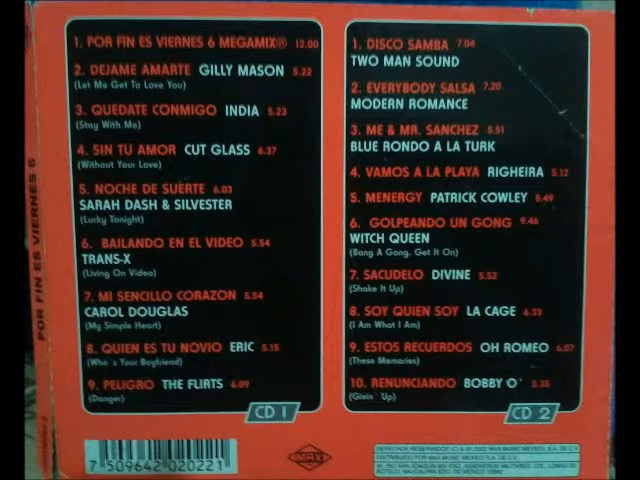 POR FIN ES VIERNES 6
1. POR FIN ES VIERNES 6 MEGAMIX® 12.00
2. DEJAME AMARTE GILLY MASON 5.22
(Let Me Get To Love You)
3. QUEDATE CONMIGO INDIA 5.23
(Stay With Me)
4. SIN TU AMOR CUT GLASS 6.37
(Without Your Love)
5. NOCHE DE SUERTE 6.03
SARAH DASH & SILVESTER
(Lucky Tonight)
6. BAILANDO EN EL VIDEO 5.54
TRANS-X
(Living On Video)
7. MI SENCILLO CORAZON 5.54
CAROL DOUGLAS
(My Simple Heart)
8. QUIEN ES TU NOVIO ERIC 5.15
(Who´s Your Boyfriend)
9. PELIGRO THE FLIRTS 6.09
(Danger)
CD 1
1. DISCO SAMBA 7.04
TWO MAN SOUND
2. EVERYBODY SALSA 7.20
MODERN ROMANCE
3. ME & MR. SANCHEZ 5.51
BLUE RONDO A LA TURK
4. VAMOS A LA PLAYA RIGHEIRA 5.12
5. MENERGY PATRICK COWLEY 8.49
6. GOLPEANDO UN GONG 9.46
WITCH QUEEN
(Bang A Gong, Get It On)
7. SACUDELO DIVINE 5.52
(Shake It Up)
8. SOY QUIEN SOY LA CAGE 6.33
(I Am What I Am)
9. ESTOS RECUERDOS OH ROMEO 6.07
(These Memories)
10. RENUNCIANDO BOBBY O´ 5.35
(Givin´ Up)
CD 2
7 509642 020221
MAXI